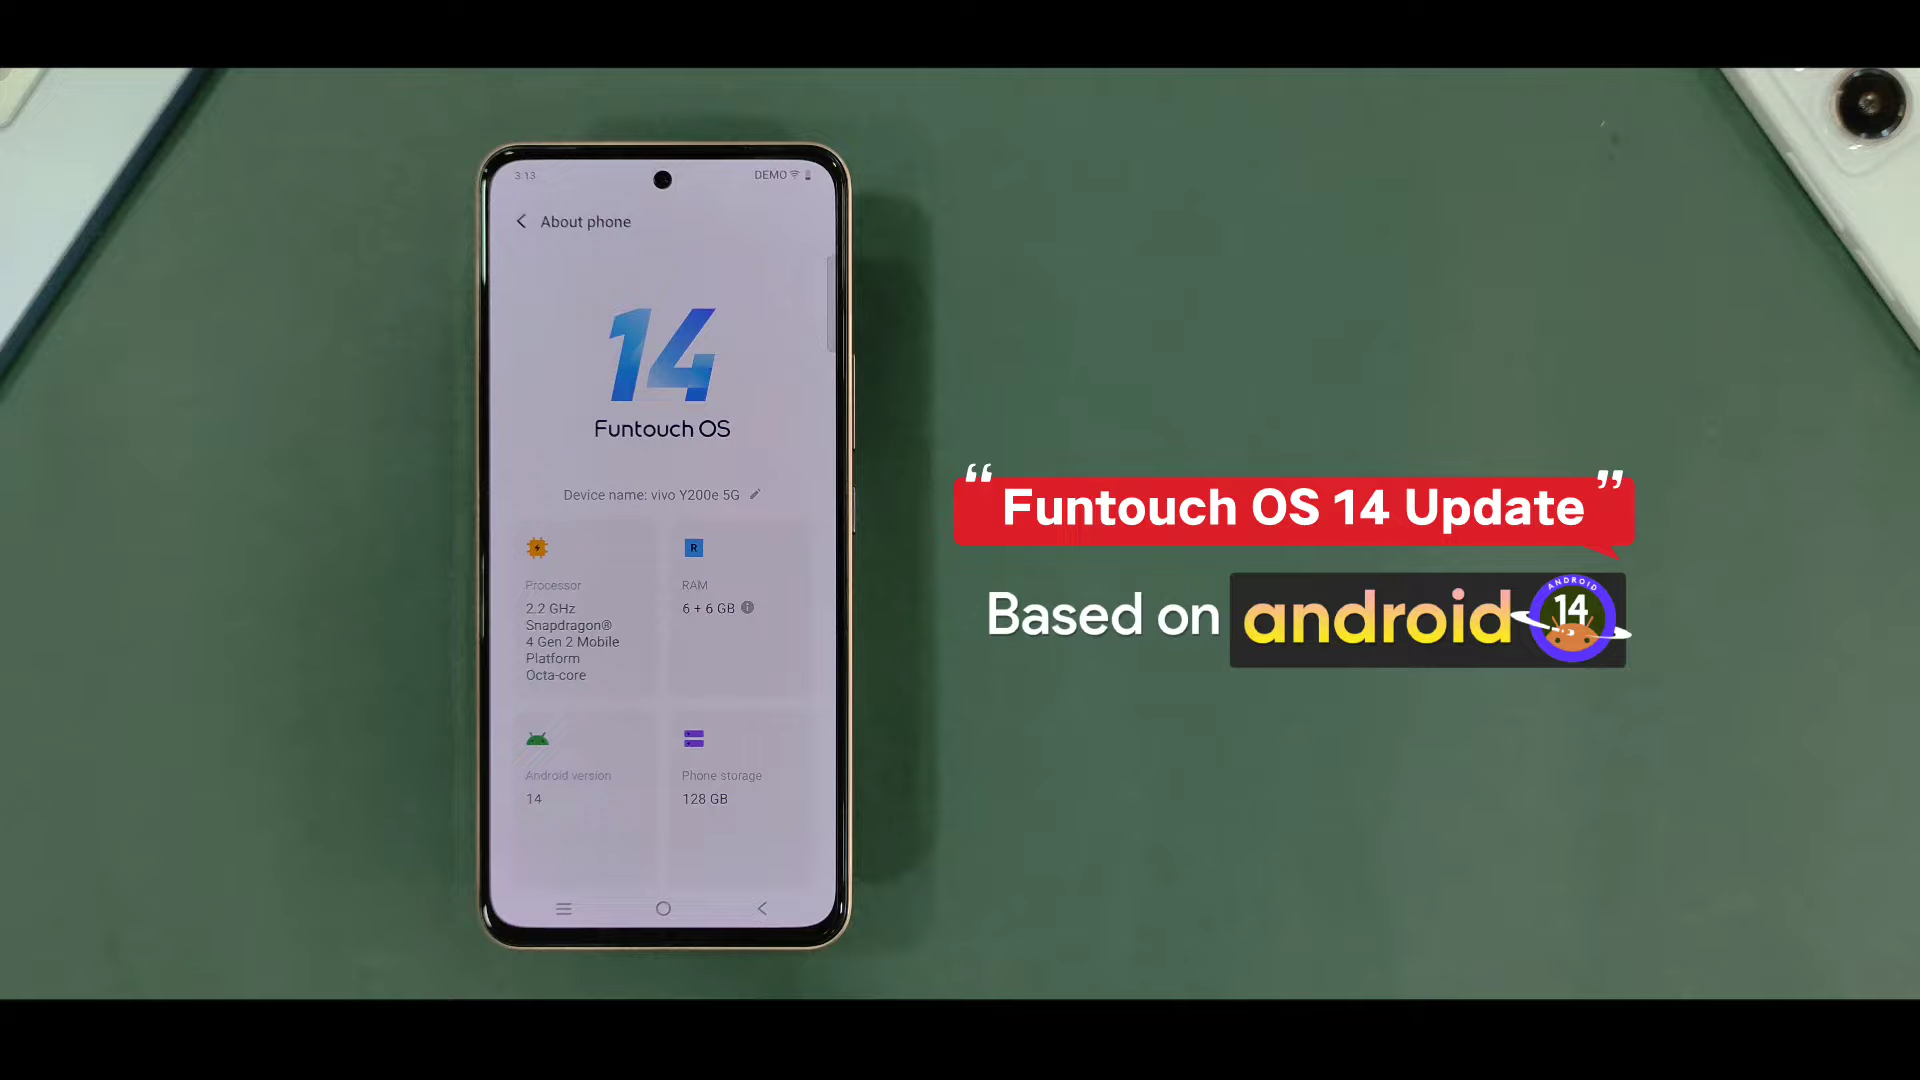 3:13
DEMO
About phone
14
Funtouch OS
Device name: vivo Y200e 5G
Processor
2.2 GHz
Snapdragon®
4 Gen 2 Mobile
Platform
Octa-core
R
RAM
6 + 6 GB
Android version
14
Phone storage
128 GB
“ Funtouch OS 14 Update ”
Based on android
ANDROID
14